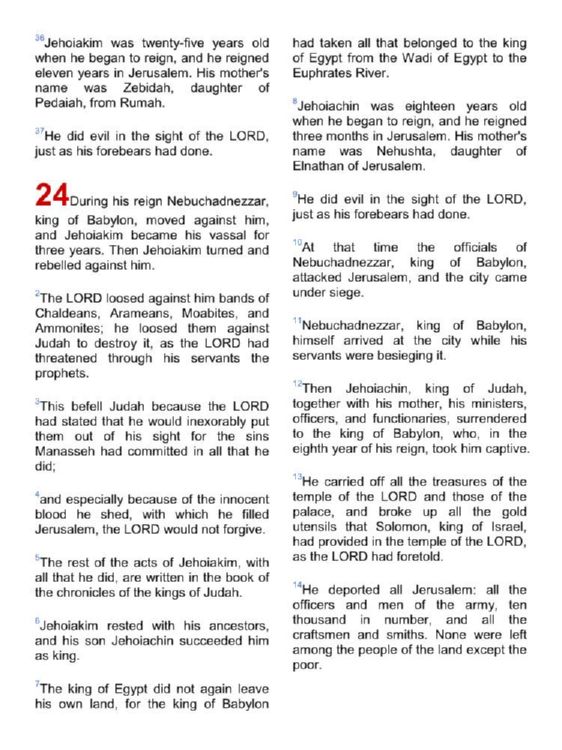 36Jehoiakim was twenty-five years old
when he began to reign, and he reigned
eleven years in Jerusalem. His mother's
name was Zebidah, daughter of
Pedaiah, from Rumah.
37He did evil in the sight of the LORD,
just as his forebears had done.
24During his reign Nebuchadnezzar,
king of Babylon, moved against him,
and Jehoiakim became his vassal for
three years. Then Jehoiakim turned and
rebelled against him.
2The LORD loosed against him bands of
Chaldeans, Arameans, Moabites, and
Ammonites; he loosed them against
Judah to destroy it, as the LORD had
threatened through his servants the
prophets.
3This befell Judah because the LORD
had stated that he would inexorably put
them out of his sight for the sins
Manasseh had committed in all that he
did;
4and especially because of the innocent
blood he shed, with which he filled
Jerusalem, the LORD would not forgive.
5The rest of the acts of Jehoiakim, with
all that he did, are written in the book of
the chronicles of the kings of Judah.
6Jehoiakim rested with his ancestors,
and his son Jehoiachin succeeded him
as king.
7The king of Egypt did not again leave
his own land, for the king of Babylon
had taken all that belonged to the king
of Egypt from the Wadi of Egypt to the
Euphrates River.
8Jehoiachin was eighteen years old
when he began to reign, and he reigned
three months in Jerusalem. His mother's
name was Nehushta, daughter of
Elnathan of Jerusalem.
9He did evil in the sight of the LORD,
just as his forebears had done.
10At that time the officials of
Nebuchadnezzar, king of Babylon,
attacked Jerusalem, and the city came
under siege.
11Nebuchadnezzar, king of Babylon,
himself arrived at the city while his
servants were besieging it.
12Then Jehoiachin, king of Judah,
together with his mother, his ministers,
officers, and functionaries, surrendered
to the king of Babylon, who, in the
eighth year of his reign, took him captive.
13He carried off all the treasures of the
temple of the LORD and those of the
palace, and broke up all the gold
utensils that Solomon, king of Israel,
had provided in the temple of the LORD,
as the LORD had foretold.
14He deported all Jerusalem: all the
officers and men of the army, ten
thousand in number, and all the
craftsmen and smiths. None were left
among the people of the land except the
poor.